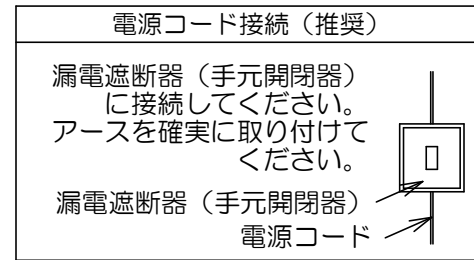 電源コード接続（推奨）
漏電遮断器（手元開閉器）
に接続してください。
アースを確実に取り付けて
ください。
漏電遮断器（手元開閉器）
電源コード